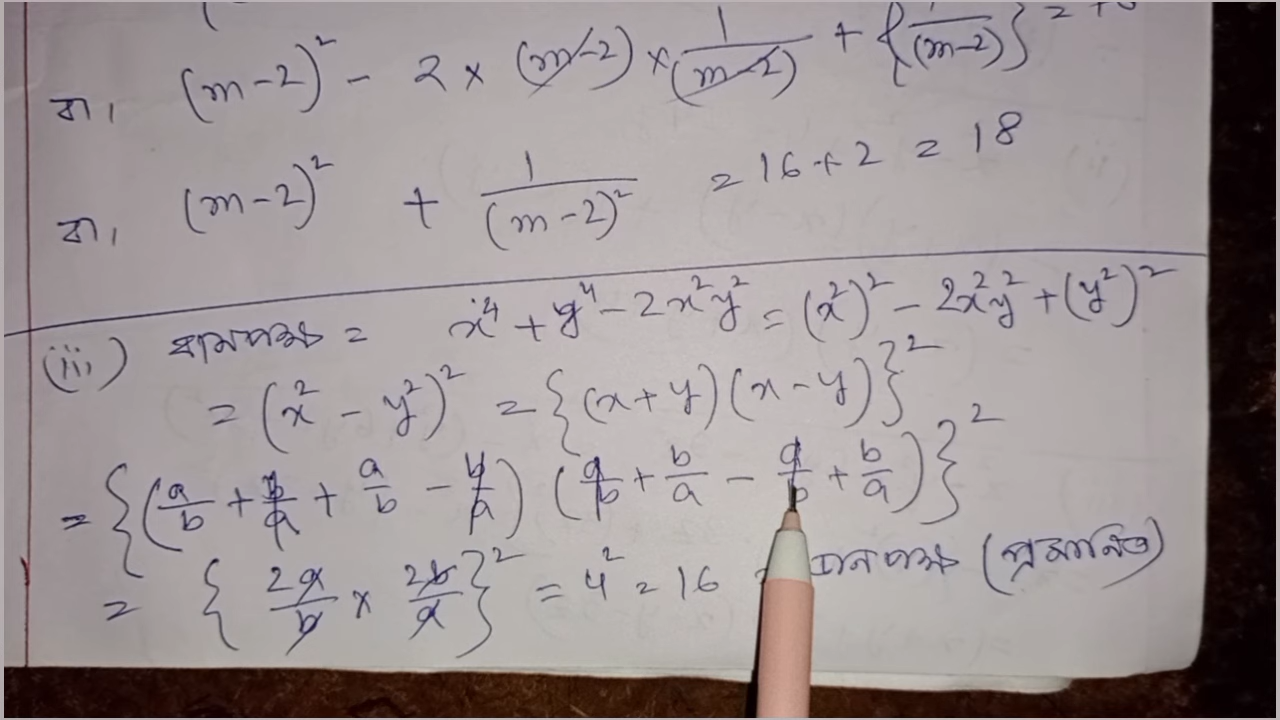 বা, (m-2)² - 2 × (m-2) × 1/(m-2) + {1/(m-2)}² =
বা, (m-2)² + 1/(m-2)² = 16 + 2 = 18
(iii) বামপক্ষ = x⁴ + y⁴ - 2x²y² = (x²)² - 2x²y² + (y²)²
= (x² - y²)² = {(x+y)(x-y)}²
= {(a/b + b/a + a/b - b/a) (a/b + b/a - a/b + b/a)}²
= {2a/b × 2b/a}² = 4² = 16 = ডানপক্ষ (প্রমানিত)